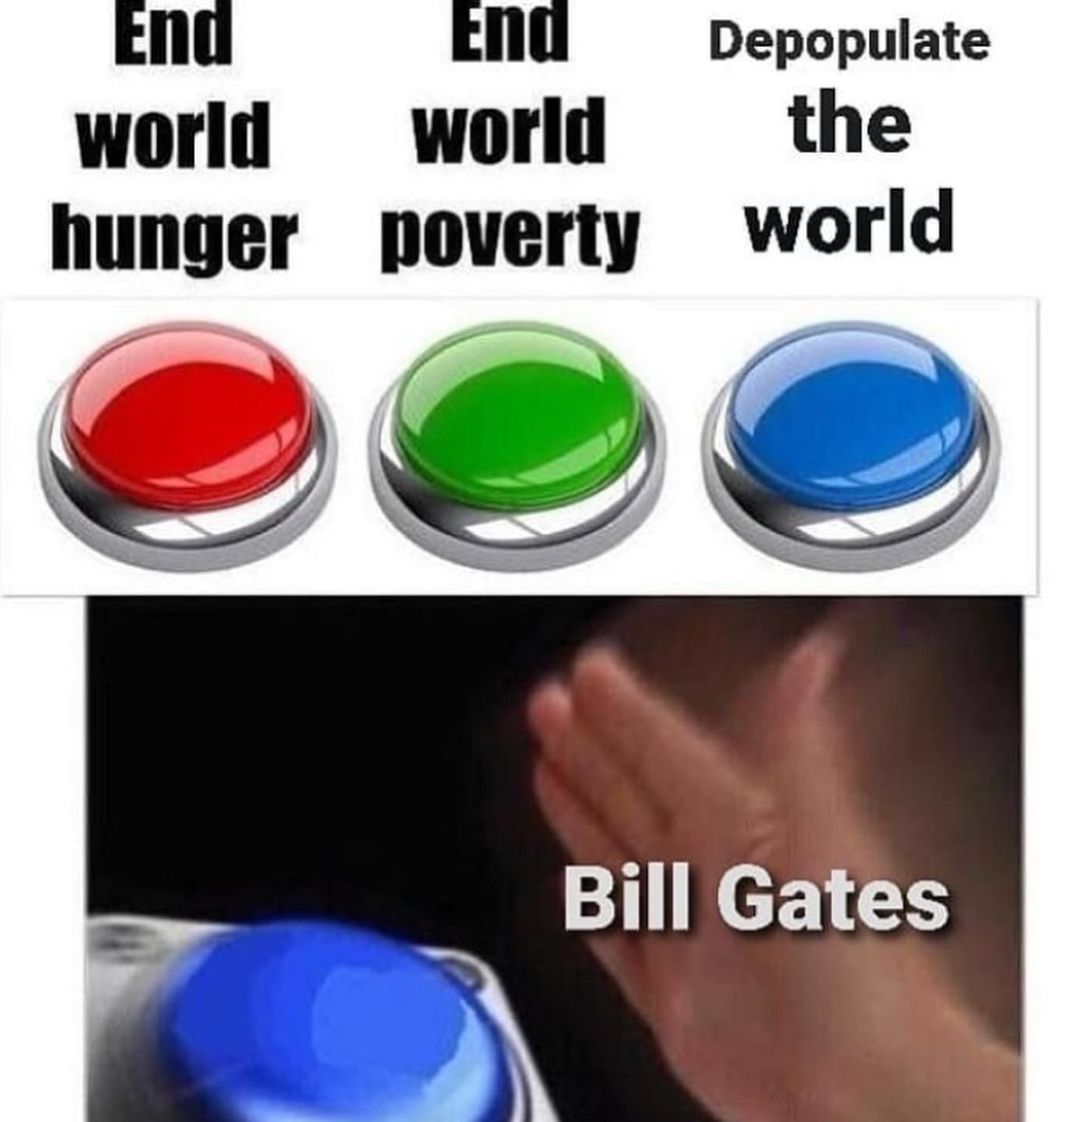 End
world
hunger
End
world
poverty
Depopulate
the
world
Bill Gates